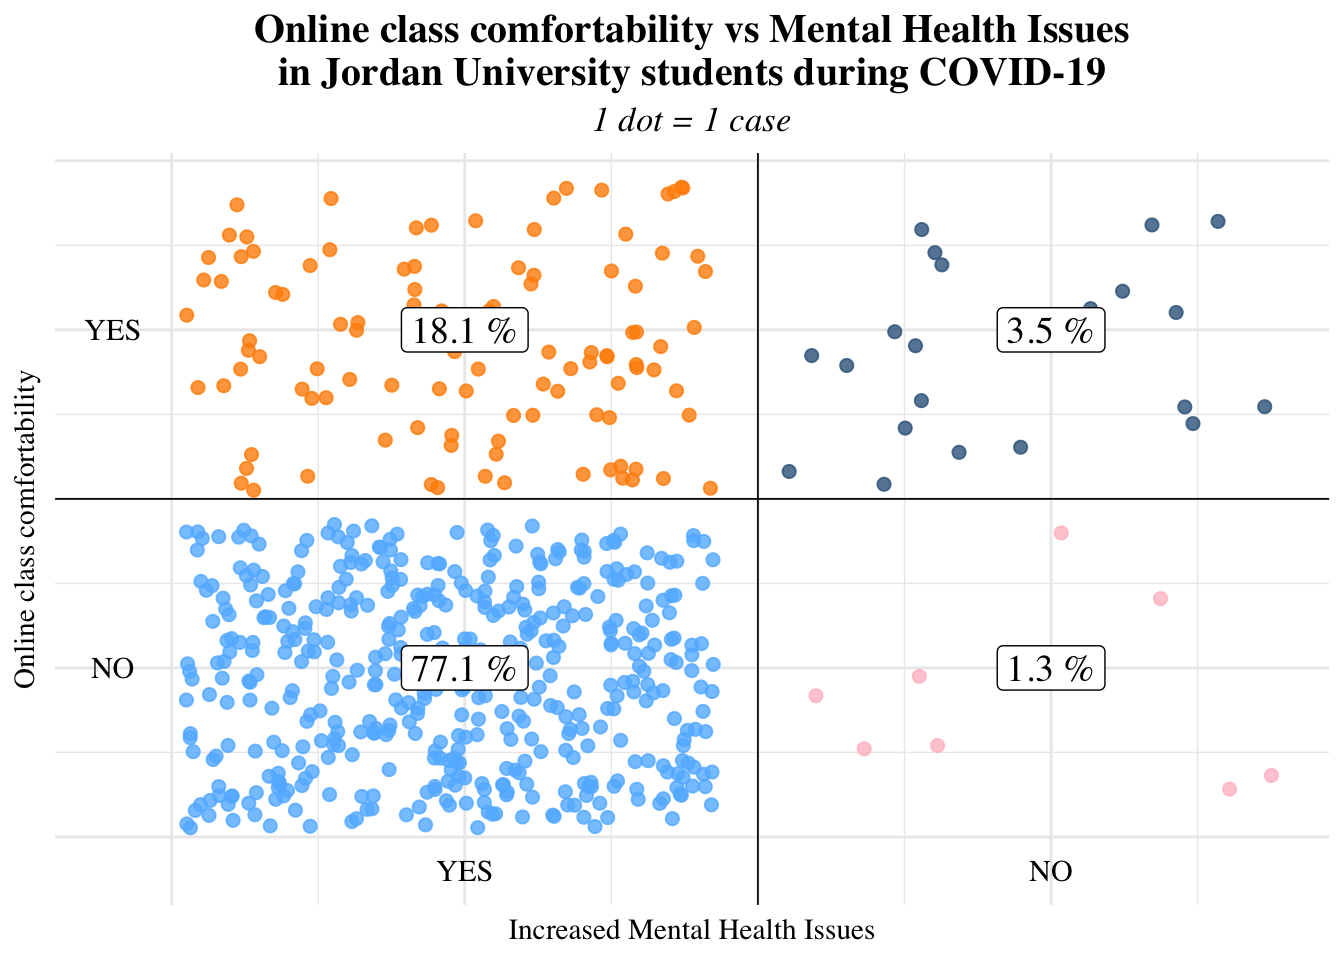 Online class comfortability vs Mental Health Issues
in Jordan University students during COVID-19
1 dot = 1 case
YES
18.1 %
3.5 %
Online class comfortability
NO
77.1 %
1.3 %
YES
NO
Increased Mental Health Issues